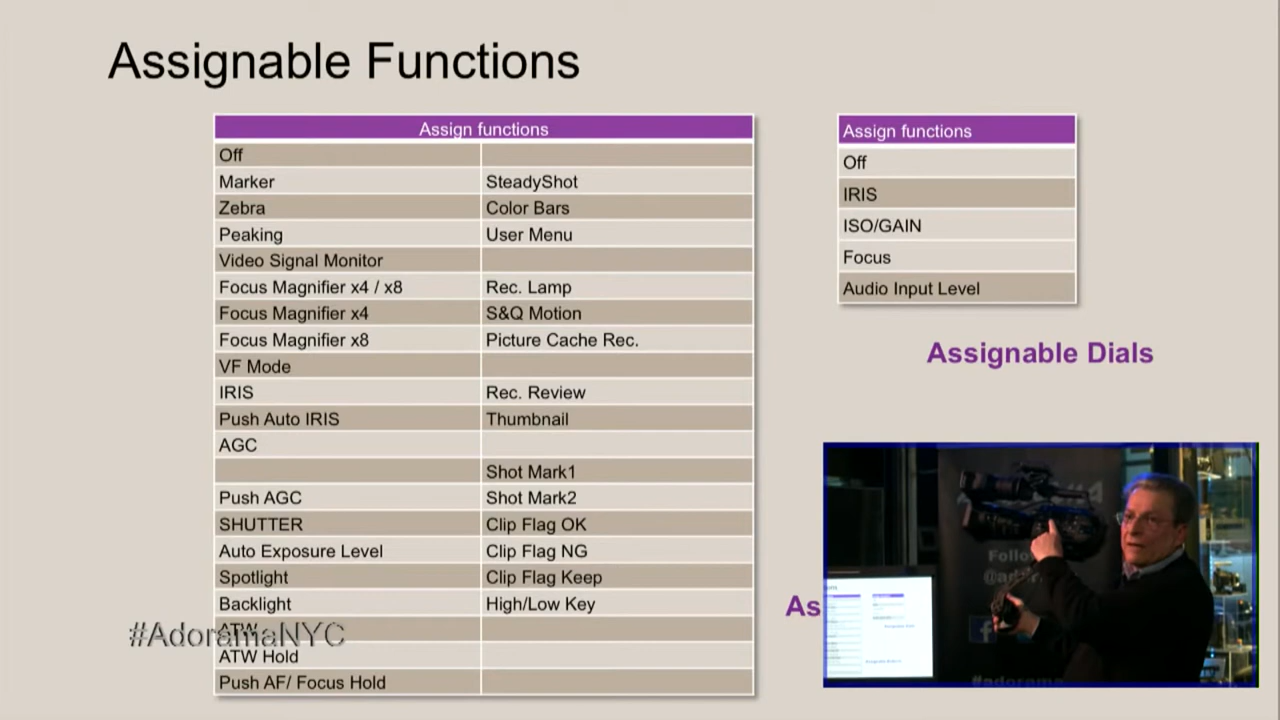 Assignable Functions
Assign functions
Off
Marker SteadyShot
Zebra Color Bars
Peaking User Menu
Video Signal Monitor
Focus Magnifier x4 / x8 Rec. Lamp
Focus Magnifier x4 S&Q Motion
Focus Magnifier x8 Picture Cache Rec.
VF Mode
IRIS Rec. Review
Push Auto IRIS Thumbnail
AGC
Shot Mark1
Push AGC Shot Mark2
SHUTTER Clip Flag OK
Auto Exposure Level Clip Flag NG
Spotlight Clip Flag Keep
Backlight High/Low Key
ATW
ATW Hold
Push AF/ Focus Hold
#AdoramaNYC
Assign functions
Off
IRIS
ISO/GAIN
Focus
Audio Input Level
Assignable Dials
As
Follo
@ador
f
#adorama